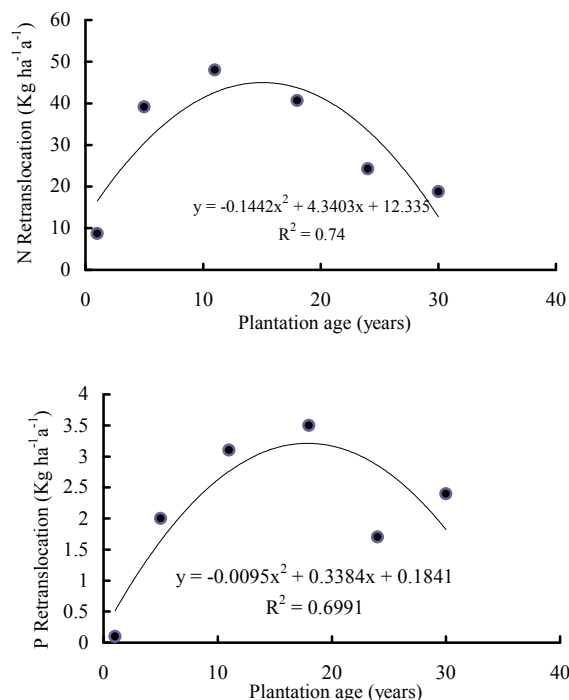 60
50
40
30
20
10
0
N Retranslocation (Kg ha⁻¹a⁻¹)
y = -0.1442x² + 4.3403x + 12.335
R² = 0.74
0 10 20 30 40
Plantation age (years)
4
3.5
3
2.5
2
1.5
1
0.5
0
P Retranslocation (Kg ha⁻¹a⁻¹)
y = -0.0095x² + 0.3384x + 0.1841
R² = 0.6991
0 10 20 30 40
Plantation age (years)